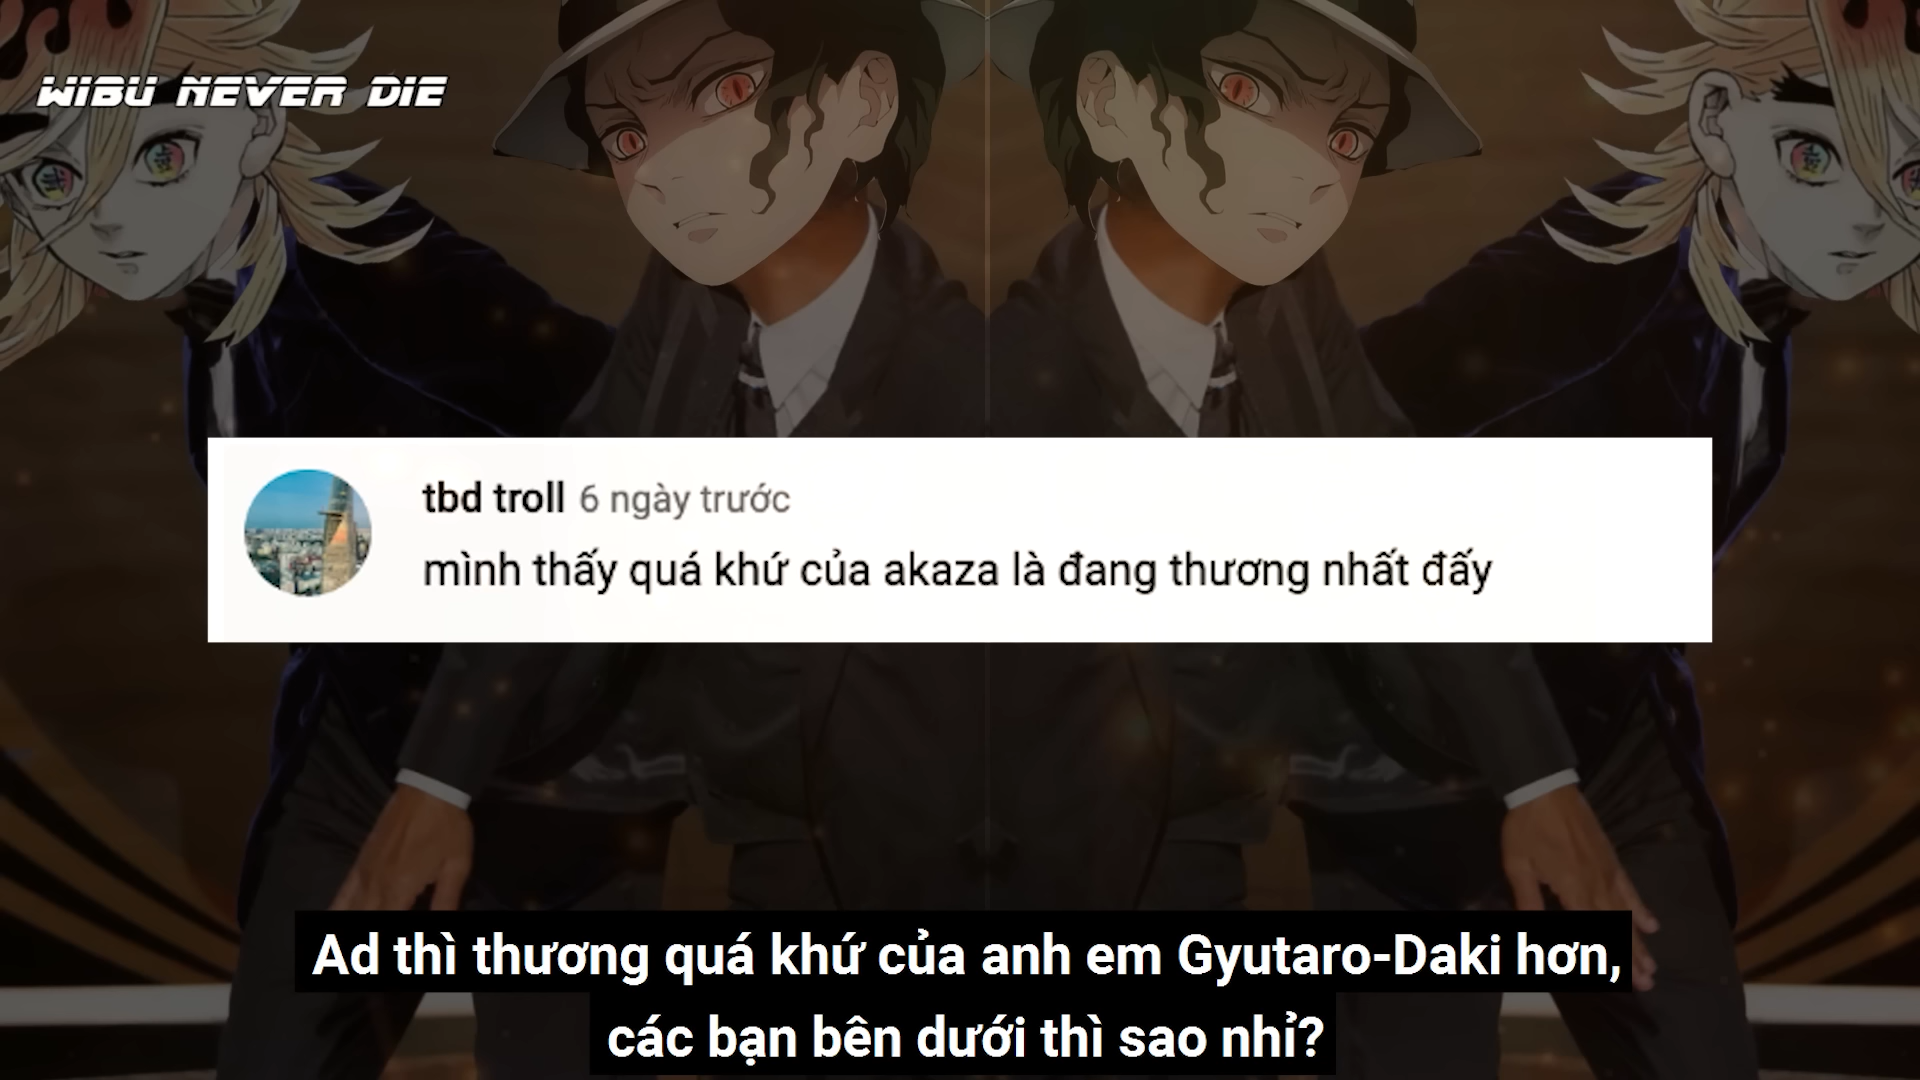 WIBU NEVER DIE
tbd troll 6 ngày trước
mình thấy quá khứ của akaza là đang thương nhất đấy
Ad thì thương quá khứ của anh em Gyutaro-Daki hơn,
các bạn bên dưới thì sao nhỉ?